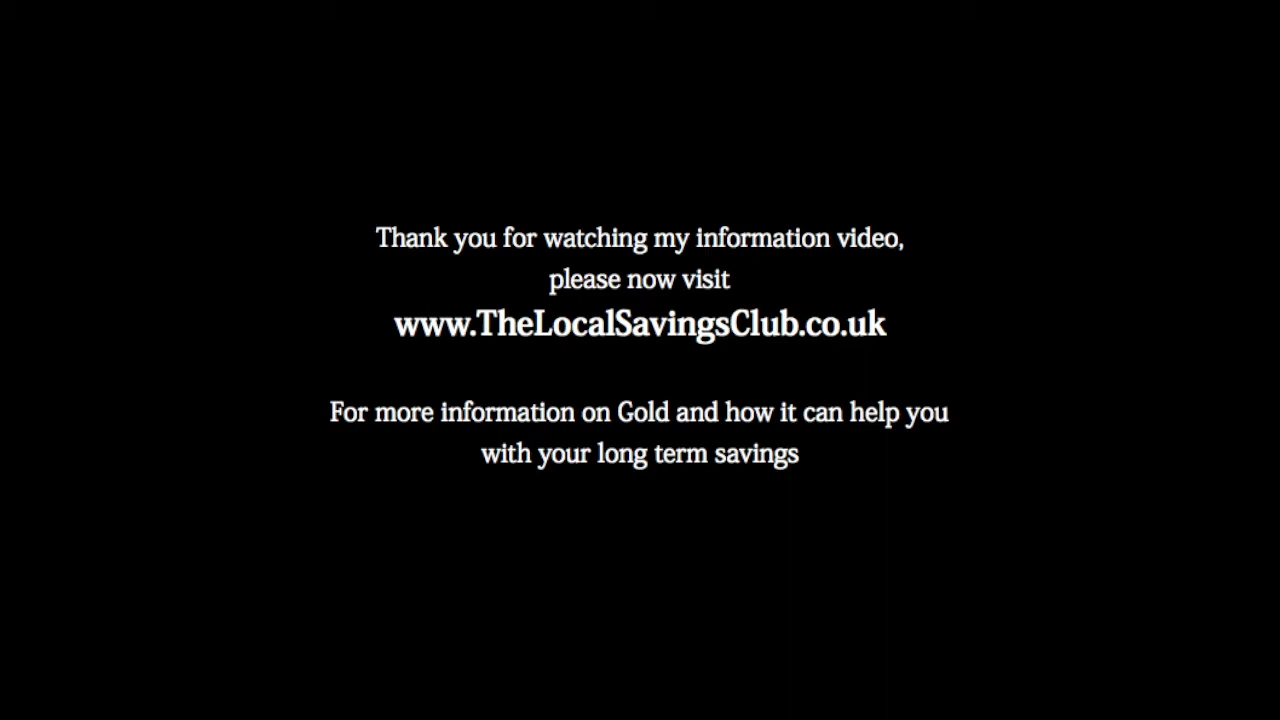 Thank you for watching my information video,
please now visit
www.TheLocalSavingsClub.co.uk
For more information on Gold and how it can help you
with your long term savings